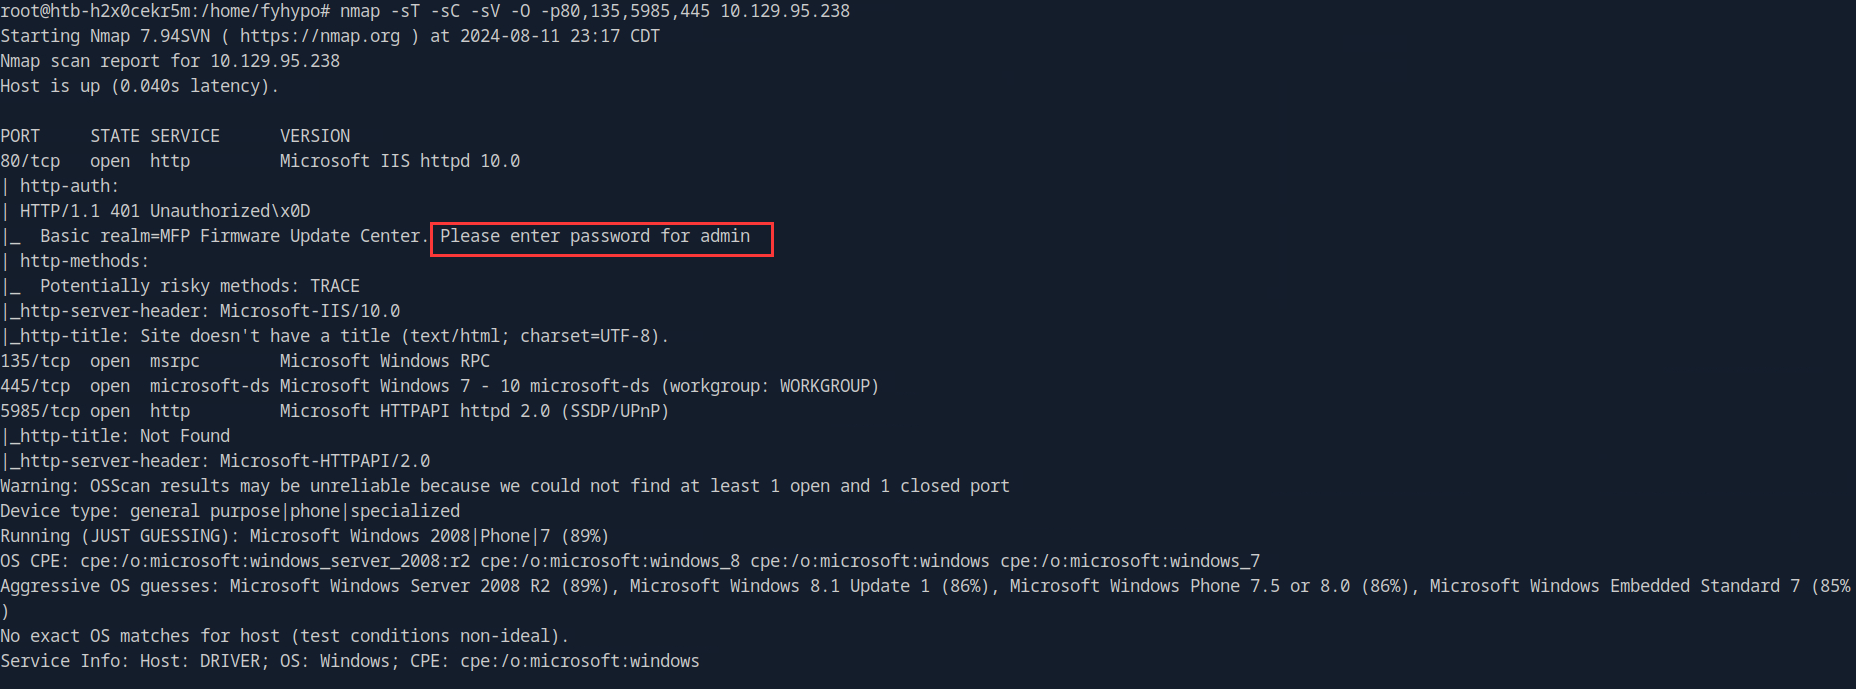 root@htb-h2x0cekr5m:/home/fyhypo# nmap -sT -sC -sV -O -p80,135,5985,445 10.129.95.238
Starting Nmap 7.94SVN ( https://nmap.org ) at 2024-08-11 23:17 CDT
Nmap scan report for 10.129.95.238
Host is up (0.040s latency).
PORT     STATE SERVICE      VERSION
80/tcp   open  http         Microsoft IIS httpd 10.0
| http-auth:
| HTTP/1.1 401 Unauthorized\x0D
|_  Basic realm=MFP Firmware Update Center. Please enter password for admin
| http-methods:
|_  Potentially risky methods: TRACE
|_http-server-header: Microsoft-IIS/10.0
|_http-title: Site doesn't have a title (text/html; charset=UTF-8).
135/tcp  open  msrpc        Microsoft Windows RPC
445/tcp  open  microsoft-ds Microsoft Windows 7 - 10 microsoft-ds (workgroup: WORKGROUP)
5985/tcp open  http         Microsoft HTTPAPI httpd 2.0 (SSDP/UPnP)
|_http-title: Not Found
|_http-server-header: Microsoft-HTTPAPI/2.0
Warning: OSScan results may be unreliable because we could not find at least 1 open and 1 closed port
Device type: general purpose|phone|specialized
Running (JUST GUESSING): Microsoft Windows 2008|Phone|7 (89%)
OS CPE: cpe:/o:microsoft:windows_server_2008:r2 cpe:/o:microsoft:windows_8 cpe:/o:microsoft:windows cpe:/o:microsoft:windows_7
Aggressive OS guesses: Microsoft Windows Server 2008 R2 (89%), Microsoft Windows 8.1 Update 1 (86%), Microsoft Windows Phone 7.5 or 8.0 (86%), Microsoft Windows Embedded Standard 7 (85%
)
No exact OS matches for host (test conditions non-ideal).
Service Info: Host: DRIVER; OS: Windows; CPE: cpe:/o:microsoft:windows